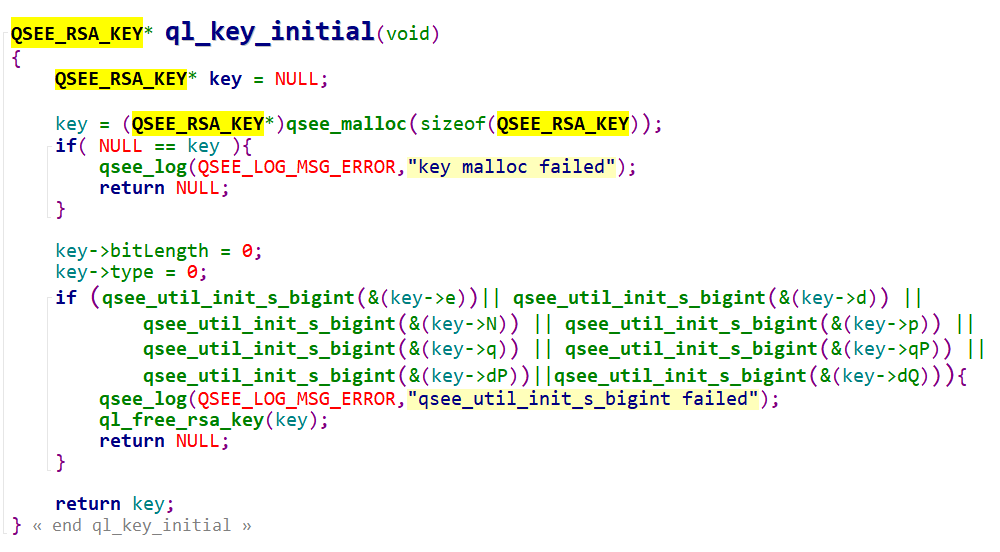 QSEE_RSA_KEY* ql_key_initial(void)
{
    QSEE_RSA_KEY* key = NULL;

    key = (QSEE_RSA_KEY*)qsee_malloc(sizeof(QSEE_RSA_KEY));
    if( NULL == key ){
        qsee_log(QSEE_LOG_MSG_ERROR,"key malloc failed");
        return NULL;
    }

    key->bitLength = 0;
    key->type = 0;
    if (qsee_util_init_s_bigint(&(key->e))|| qsee_util_init_s_bigint(&(key->d)) ||
            qsee_util_init_s_bigint(&(key->N)) || qsee_util_init_s_bigint(&(key->p)) ||
            qsee_util_init_s_bigint(&(key->q)) || qsee_util_init_s_bigint(&(key->qP)) ||
            qsee_util_init_s_bigint(&(key->dP))||qsee_util_init_s_bigint(&(key->dQ))){
        qsee_log(QSEE_LOG_MSG_ERROR,"qsee_util_init_s_bigint failed");
        ql_free_rsa_key(key);
        return NULL;
    }

    return key;
} « end ql_key_initial »